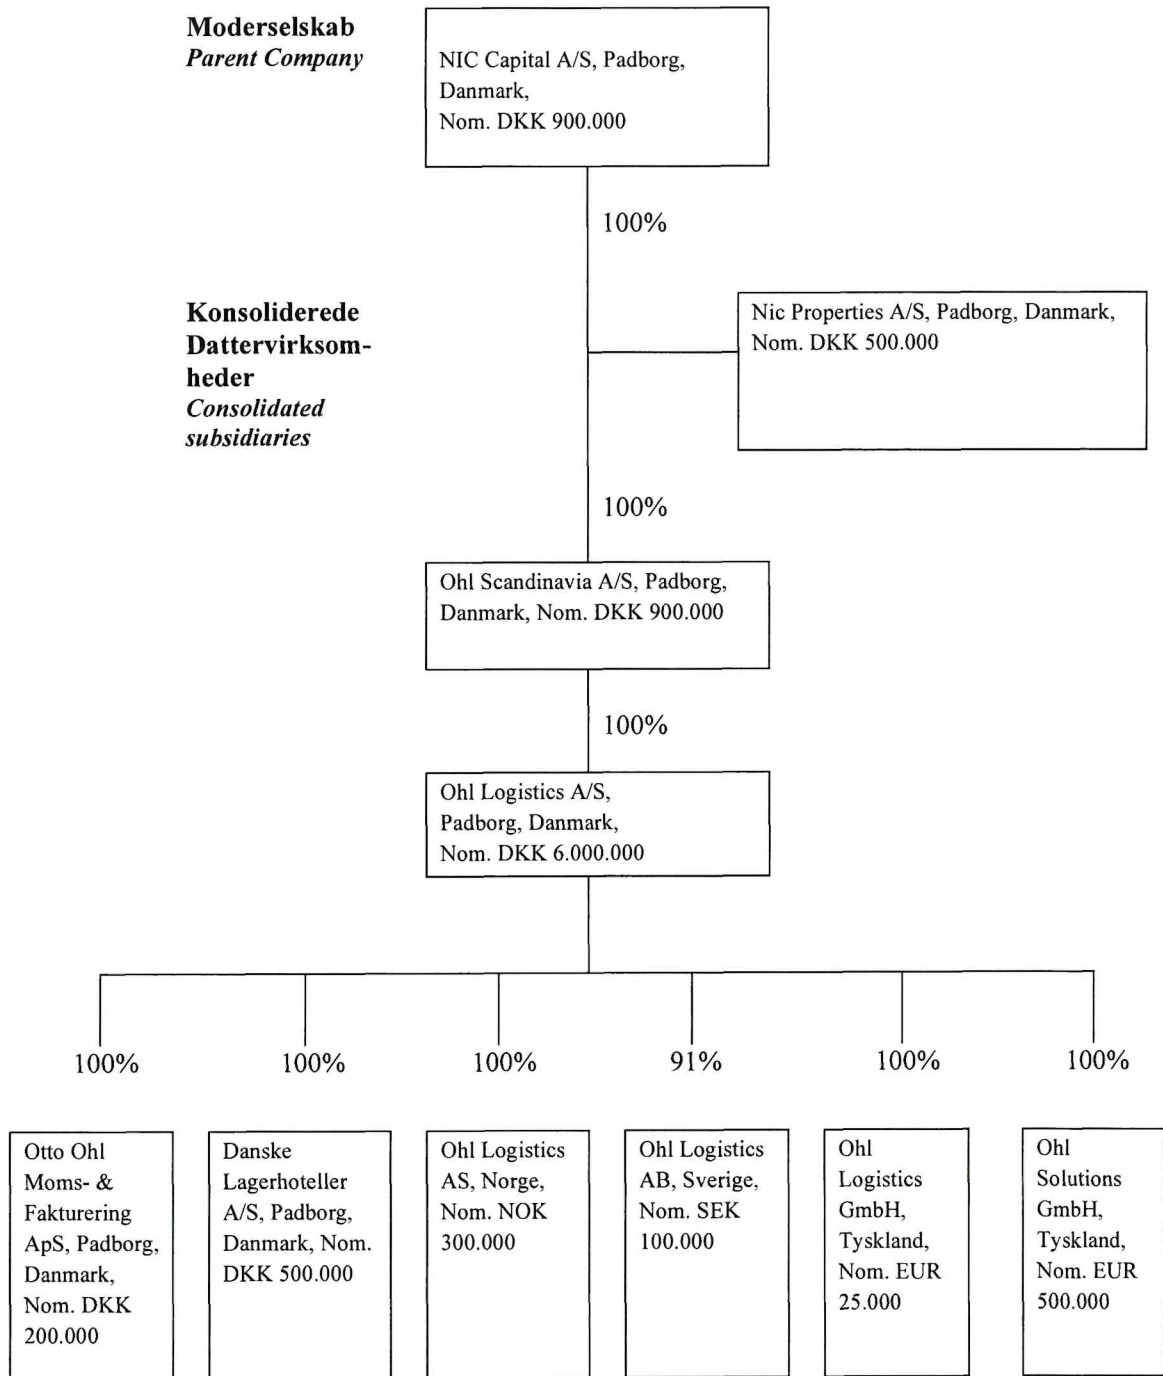 Moderselskab
Parent Company
NIC Capital A/S, Padborg,
Danmark,
Nom. DKK 900.000
100%
Konsoliderede
Dattervirksom-
heder
Consolidated
subsidiaries
Nic Properties A/S, Padborg, Danmark,
Nom. DKK 500.000
100%
Ohl Scandinavia A/S, Padborg,
Danmark, Nom. DKK 900.000
100%
Ohl Logistics A/S,
Padborg, Danmark,
Nom. DKK 6.000.000
100%
100%
100%
91%
100%
100%
Otto Ohl
Moms- &
Fakturering
ApS, Padborg,
Danmark,
Nom. DKK
200.000
Danske
Lagerhoteller
A/S, Padborg,
Danmark, Nom.
DKK 500.000
Ohl Logistics
AS, Norge,
Nom. NOK
300.000
Ohl Logistics
AB, Sverige,
Nom. SEK
100.000
Ohl
Logistics
GmbH,
Tyskland,
Nom. EUR
25.000
Ohl
Solutions
GmbH,
Tyskland,
Nom. EUR
500.000